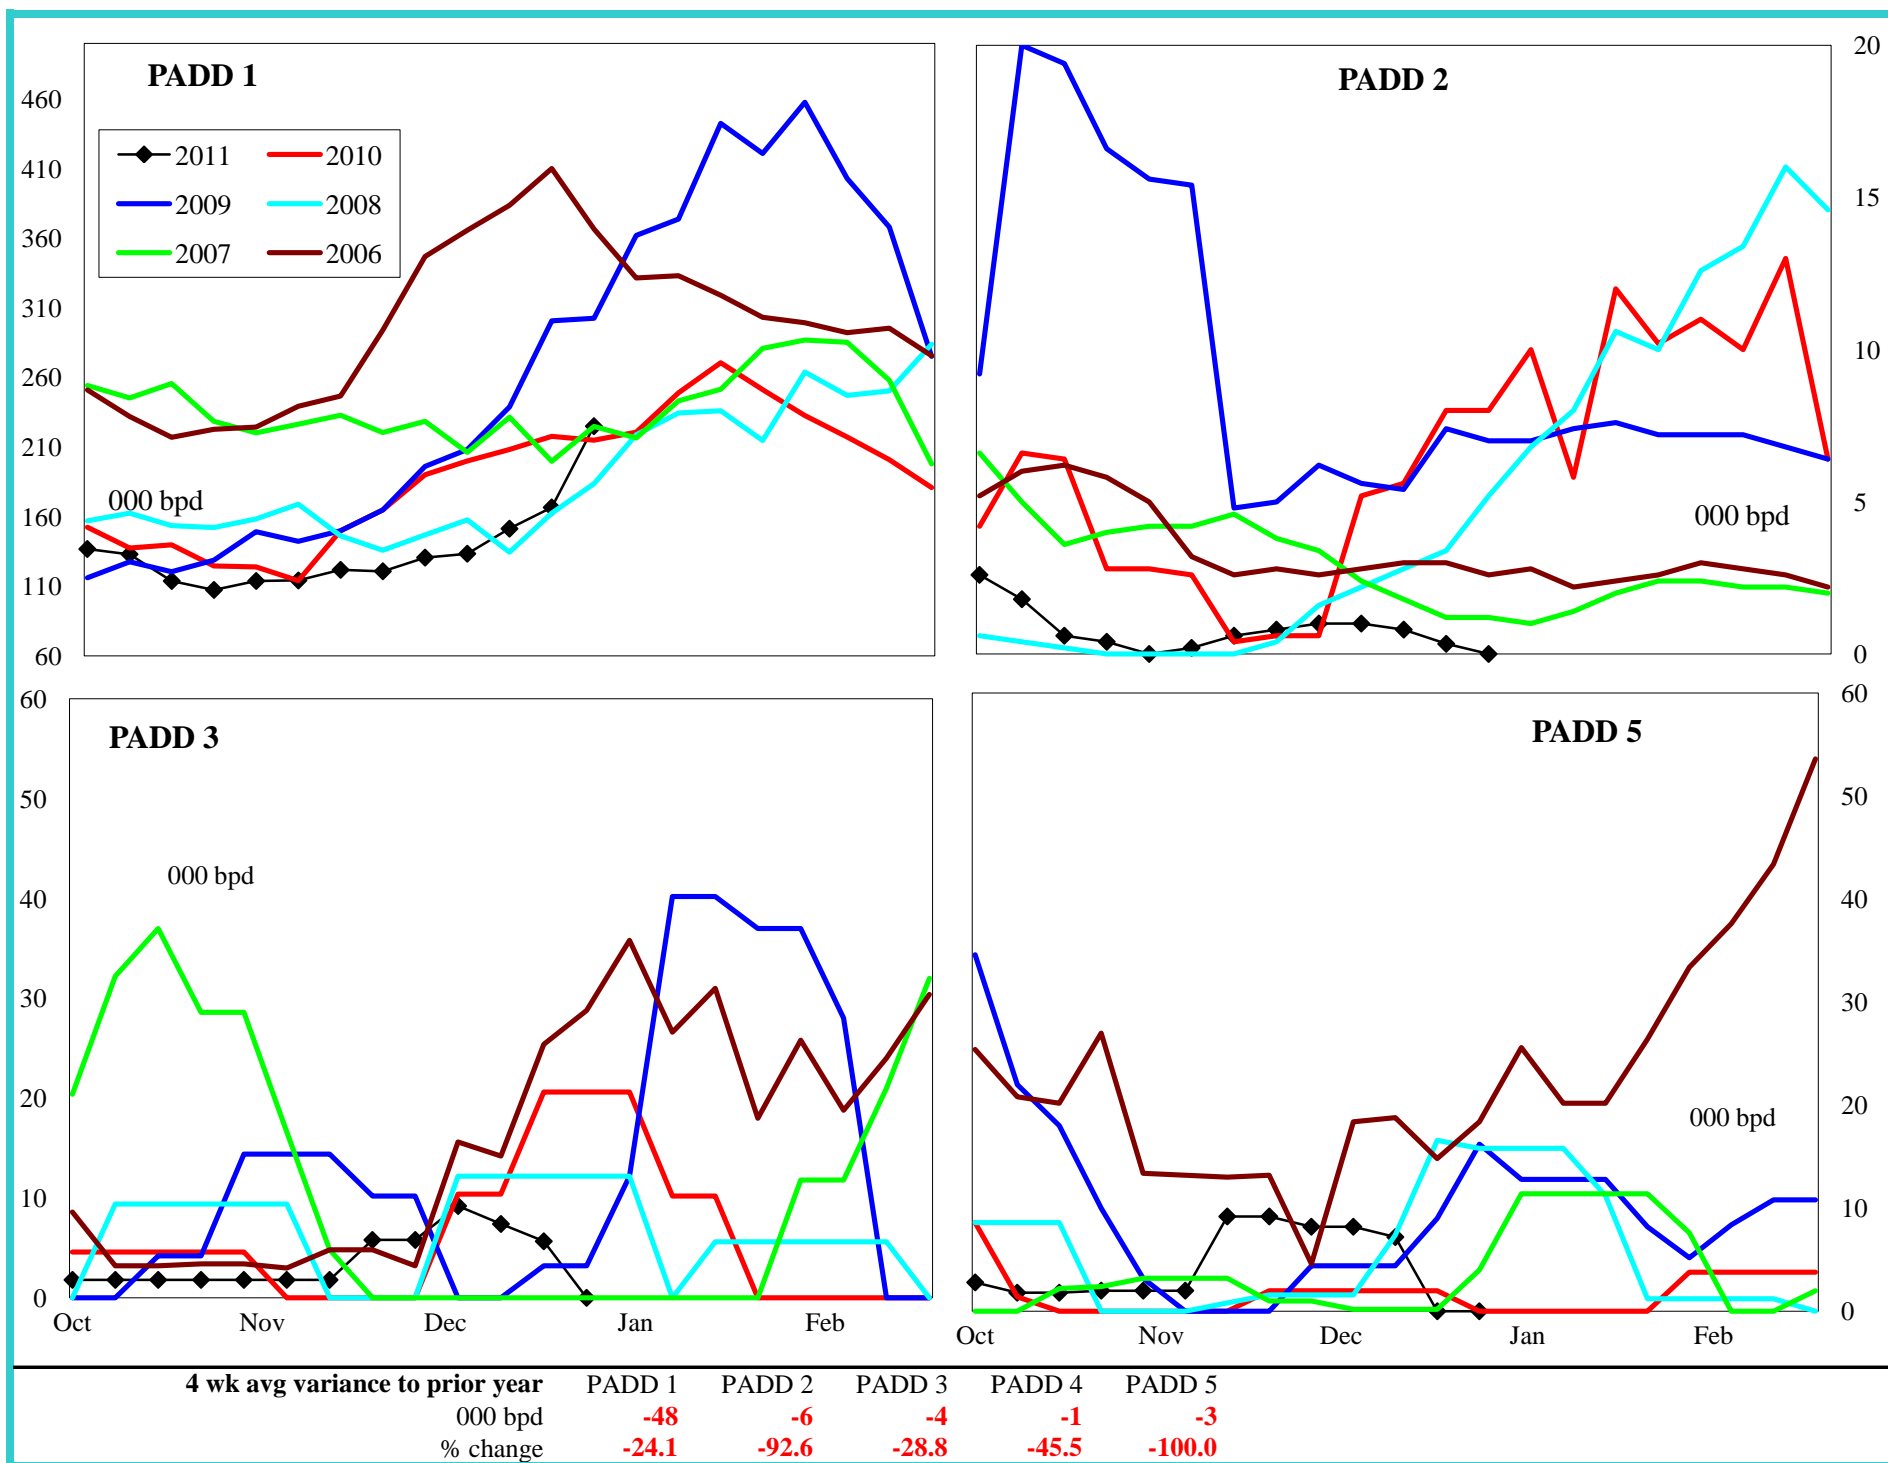 PADD 1
460
410
360
310
260
210
160
110
60
2011 2010
2009 2008
2007 2006
000 bpd
PADD 2
20
15
10
5
0
000 bpd
PADD 3
60
50
40
30
20
10
0
000 bpd
Oct Nov Dec Jan Feb
PADD 5
60
50
40
30
20
10
0
000 bpd
Oct Nov Dec Jan Feb
4 wk avg variance to prior year PADD 1 PADD 2 PADD 3 PADD 4 PADD 5
000 bpd -48 -6 -4 -1 -3
% change -24.1 -92.6 -28.8 -45.5 -100.0